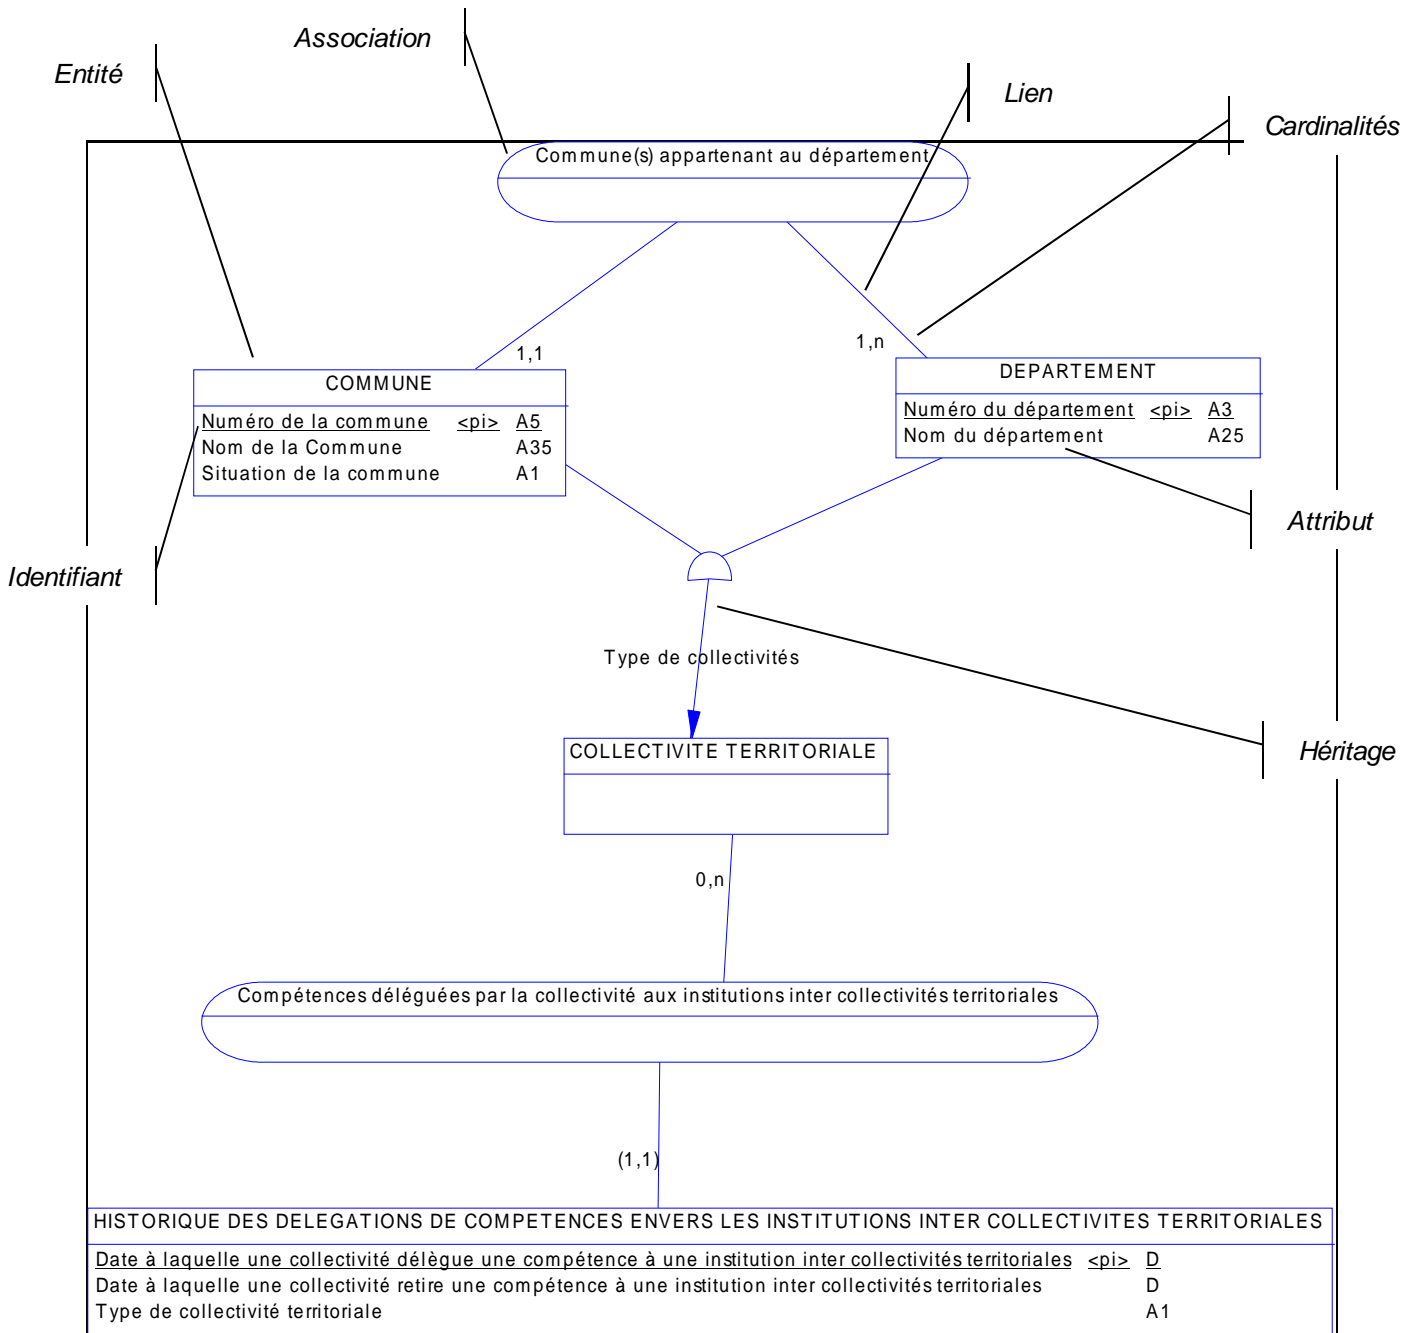 Association
Entité
Lien
Cardinalités
Commune(s) appartenant au département
1,1
1,n
COMMUNE
Numéro de la commune <pi> A5
Nom de la Commune A35
Situation de la commune A1
DEPARTEMENT
Numéro du département <pi> A3
Nom du département A25
Attribut
Identifiant
Type de collectivités
COLLECTIVITE TERRITORIALE
Héritage
0,n
Compétences déléguées par la collectivité aux institutions inter collectivités territoriales
(1,1)
HISTORIQUE DES DELEGATIONS DE COMPETENCES ENVERS LES INSTITUTIONS INTER COLLECTIVITES TERRITORIALES
Date à laquelle une collectivité délègue une compétence à une institution inter collectivités territoriales <pi> D
Date à laquelle une collectivité retire une compétence à une institution inter collectivités territoriales D
Type de collectivité territoriale A1